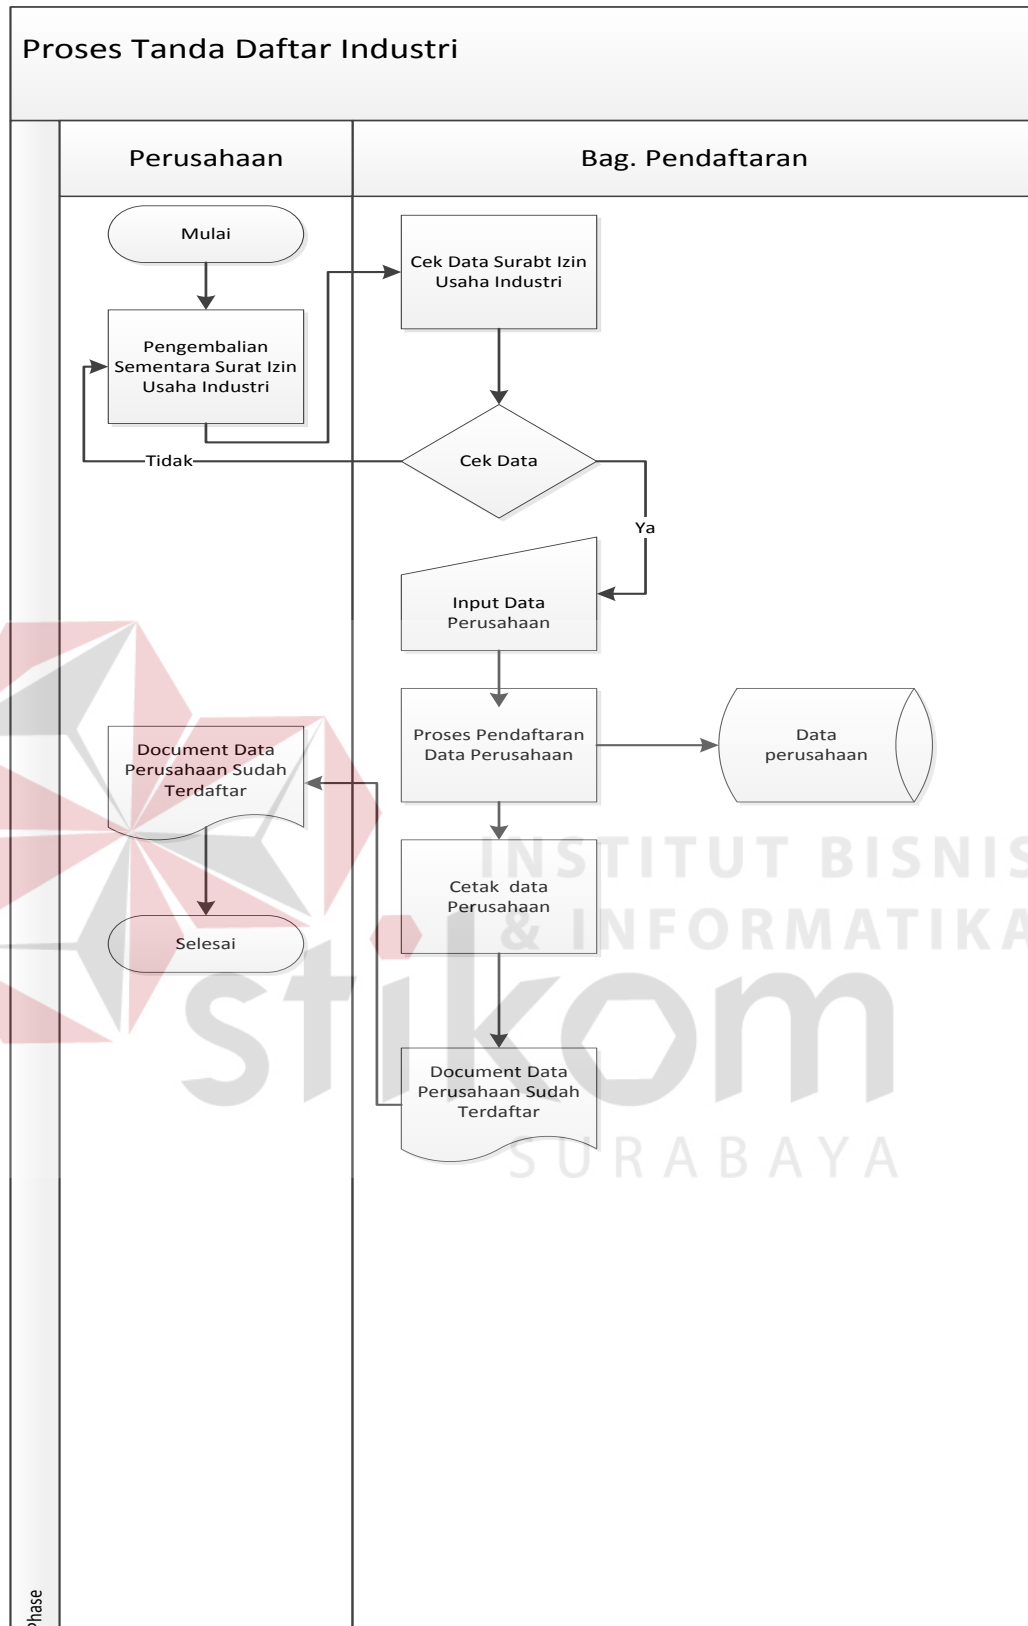 Proses Tanda Daftar Industri
Perusahaan
Bag. Pendaftaran
Mulai
Cek Data Surabt Izin
Usaha Industri
Pengembalian
Sementara Surat Izin
Usaha Industri
Tidak
Cek Data
Ya
Input Data
Perusahaan
Proses Pendaftaran
Data Perusahaan
Data
perusahaan
Document Data
Perusahaan Sudah
Terdaftar
Cetak data
Perusahaan
Selesai
Document Data
Perusahaan Sudah
Terdaftar
INSTITUT BISNIS
& INFORMATIKA
stikom
SURABAYA
Phase